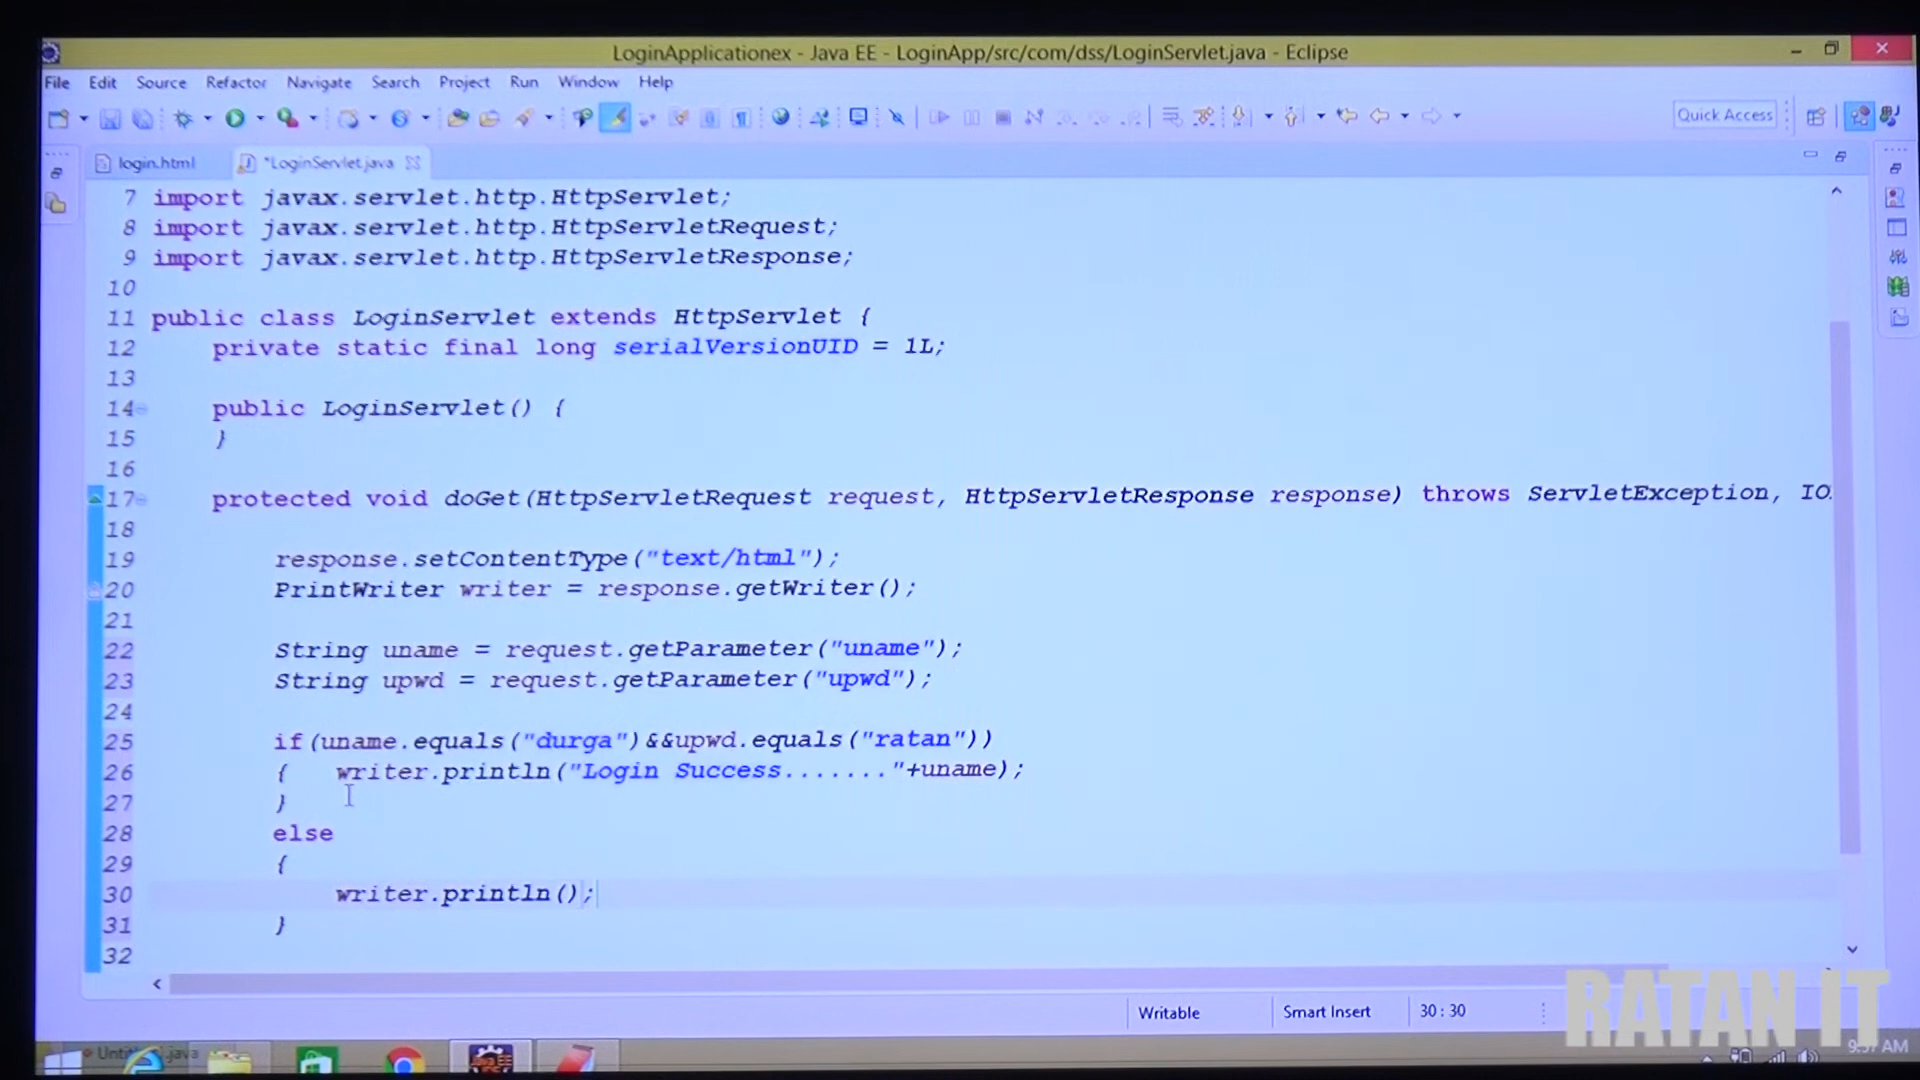 LoginApplicationex - Java EE - LoginApp/src/com/dss/LoginServlet.java - Eclipse
File Edit Source Refactor Navigate Search Project Run Window Help
Quick Access
login.html *LoginServlet.java
7 import javax.servlet.http.HttpServlet;
8 import javax.servlet.http.HttpServletRequest;
9 import javax.servlet.http.HttpServletResponse;
10
11 public class LoginServlet extends HttpServlet {
12 private static final long serialVersionUID = 1L;
13
14 public LoginServlet() {
15 }
16
17 protected void doGet(HttpServletRequest request, HttpServletResponse response) throws ServletException, IO
18
19 response.setContentType("text/html");
20 PrintWriter writer = response.getWriter();
21
22 String uname = request.getParameter("uname");
23 String upwd = request.getParameter("upwd");
24
25 if(uname.equals("durga")&&upwd.equals("ratan"))
26 { writer.println("Login Success......."+uname);
27 }
28 else
29 {
30 writer.println();
31 }
32
Writable Smart Insert 30 : 30
RATAN IT
Java EE